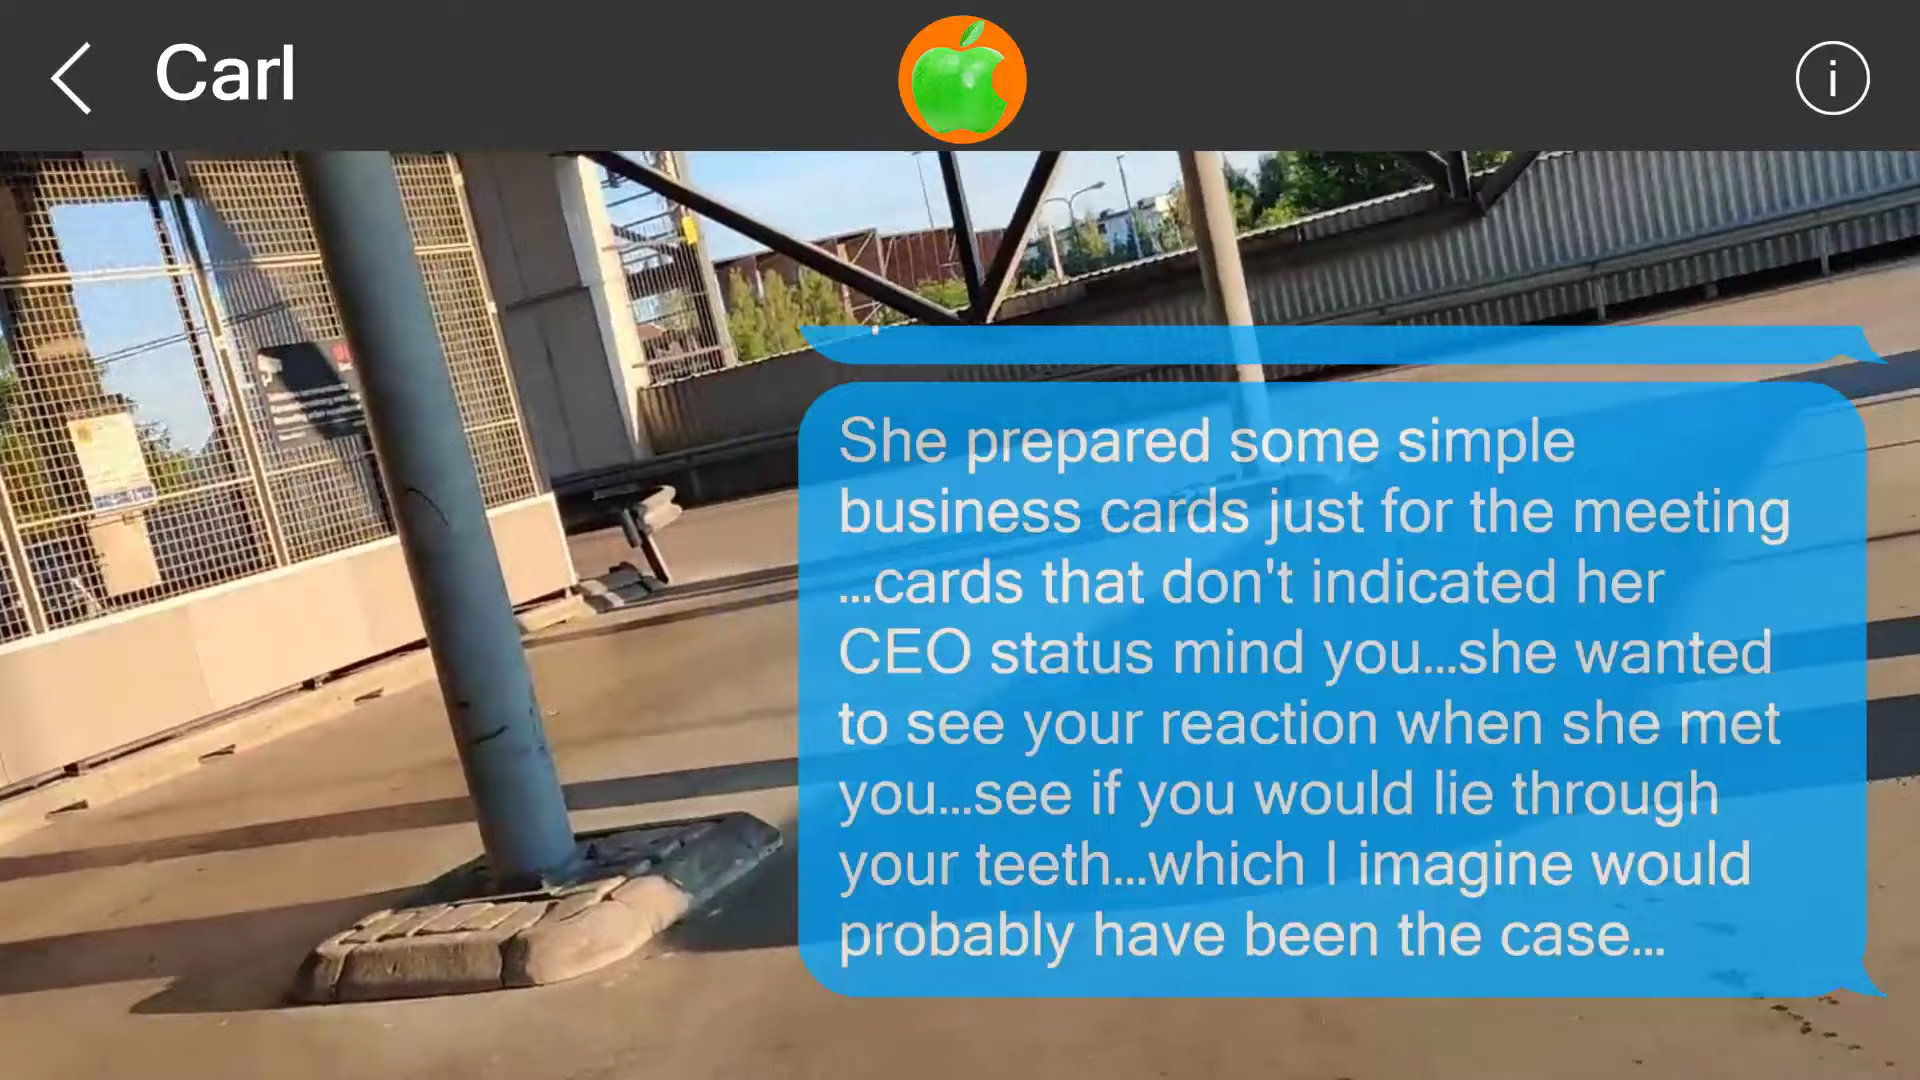 Carl
i
She prepared some simple
business cards just for the meeting
...cards that don't indicated her
CEO status mind you...she wanted
to see your reaction when she met
you...see if you would lie through
your teeth...which I imagine would
probably have been the case...